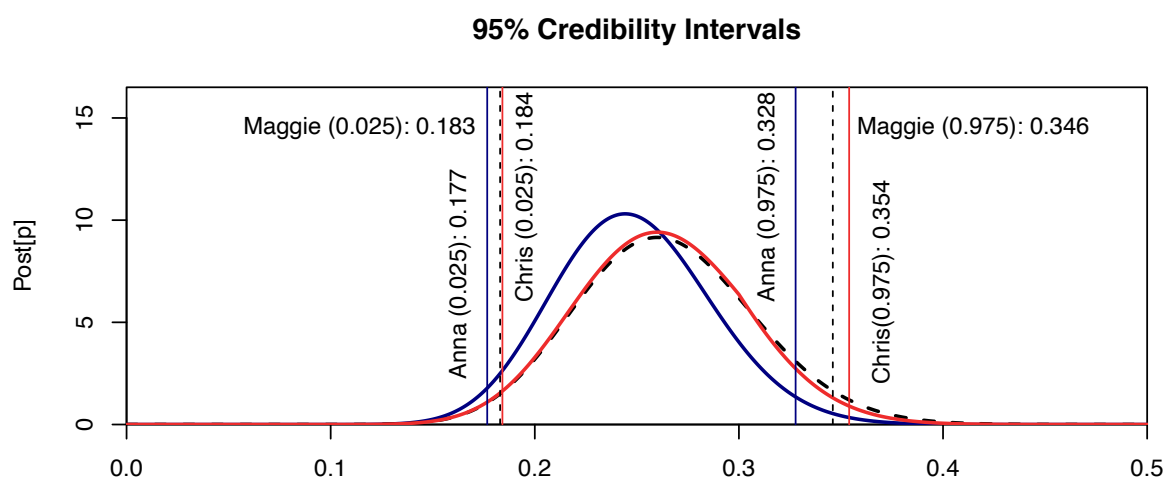 95% Credibility Intervals
Post[p]
15
10
5
0
Maggie (0.025): 0.183
Anna (0.025): 0.177
Chris (0.025): 0.184
Anna (0.975): 0.328
Maggie (0.975): 0.346
Chris(0.975): 0.354
0.0
0.1
0.2
0.3
0.4
0.5